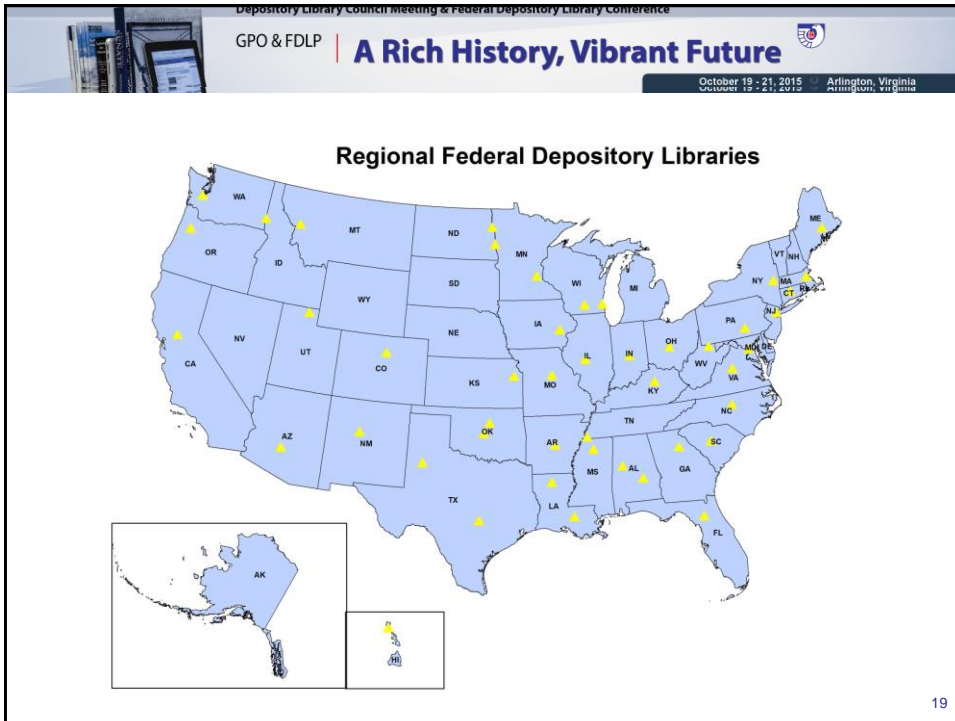 Depository Library Council Meeting & Federal Depository Library Conference
GPO & FDLP
A Rich History, Vibrant Future
October 19 - 21, 2015
Arlington, Virginia
Regional Federal Depository Libraries
WA
MT
ND
MN
ME
OR
ID
SD
WI
MI
VT
NH
NY
MA
WY
CT
RI
NE
IA
PA
NJ
NV
UT
CO
IL
IN
OH
MD
DE
CA
KS
MO
WV
VA
KY
NC
TN
AZ
NM
OK
AR
SC
MS
AL
GA
TX
LA
FL
AK
HI
19